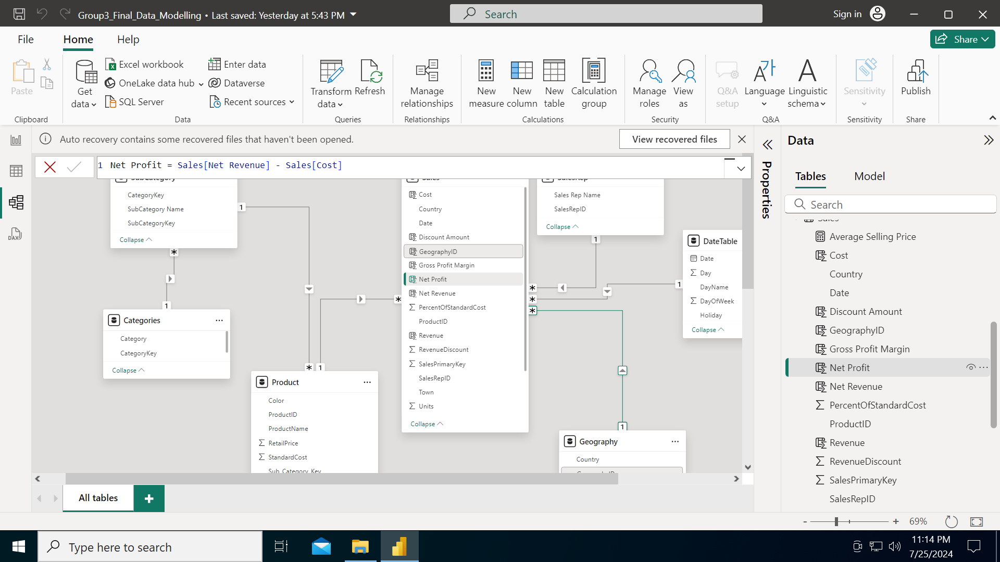 Group3_Final_Data_Modelling • Last saved: Yesterday at 5:43 PM
Search
Sign in
File
Home
Help
Share
Paste
Clipboard
Get data
Excel workbook
OneLake data hub
SQL Server
Enter data
Dataverse
Recent sources
Data
Transform data
Refresh
Queries
Manage relationships
Relationships
New measure
New column
New table
Calculation group
Calculations
Manage roles
View as
Security
Q&A setup
Language
Linguistic schema
Q&A
Sensitivity
Sensitivity
Publish
Share
Auto recovery contains some recovered files that haven't been opened.
View recovered files
1 Net Profit = Sales[Net Revenue] - Sales[Cost]
SubCategory
CategoryKey
SubCategory Name
SubCategoryKey
Collapse
1
*
1
Categories
Category
CategoryKey
Collapse
* 1
Product
Color
ProductID
ProductName
RetailPrice
StandardCost
Sub_Category_Key
Sales
Cost
Country
Date
Discount Amount
GeographyID
Gross Profit Margin
Net Profit
Net Revenue
PercentOfStandardCost
ProductID
Revenue
RevenueDiscount
SalesPrimaryKey
SalesRepID
Town
Units
Collapse
*
*
*
*
SalesRep
Sales Rep Name
SalesRepID
Collapse
1
1
DateTable
Date
Day
DayName
DayOfWeek
Holiday
Collapse
1
Geography
Country
GeographyID
Properties
Data
Tables
Model
Search
Sales
Average Selling Price
Cost
Country
Date
Discount Amount
GeographyID
Gross Profit Margin
Net Profit
Net Revenue
PercentOfStandardCost
ProductID
Revenue
RevenueDiscount
SalesPrimaryKey
SalesRepID
DAX
All tables
+
- + 69%
Type here to search
11:14 PM
7/25/2024